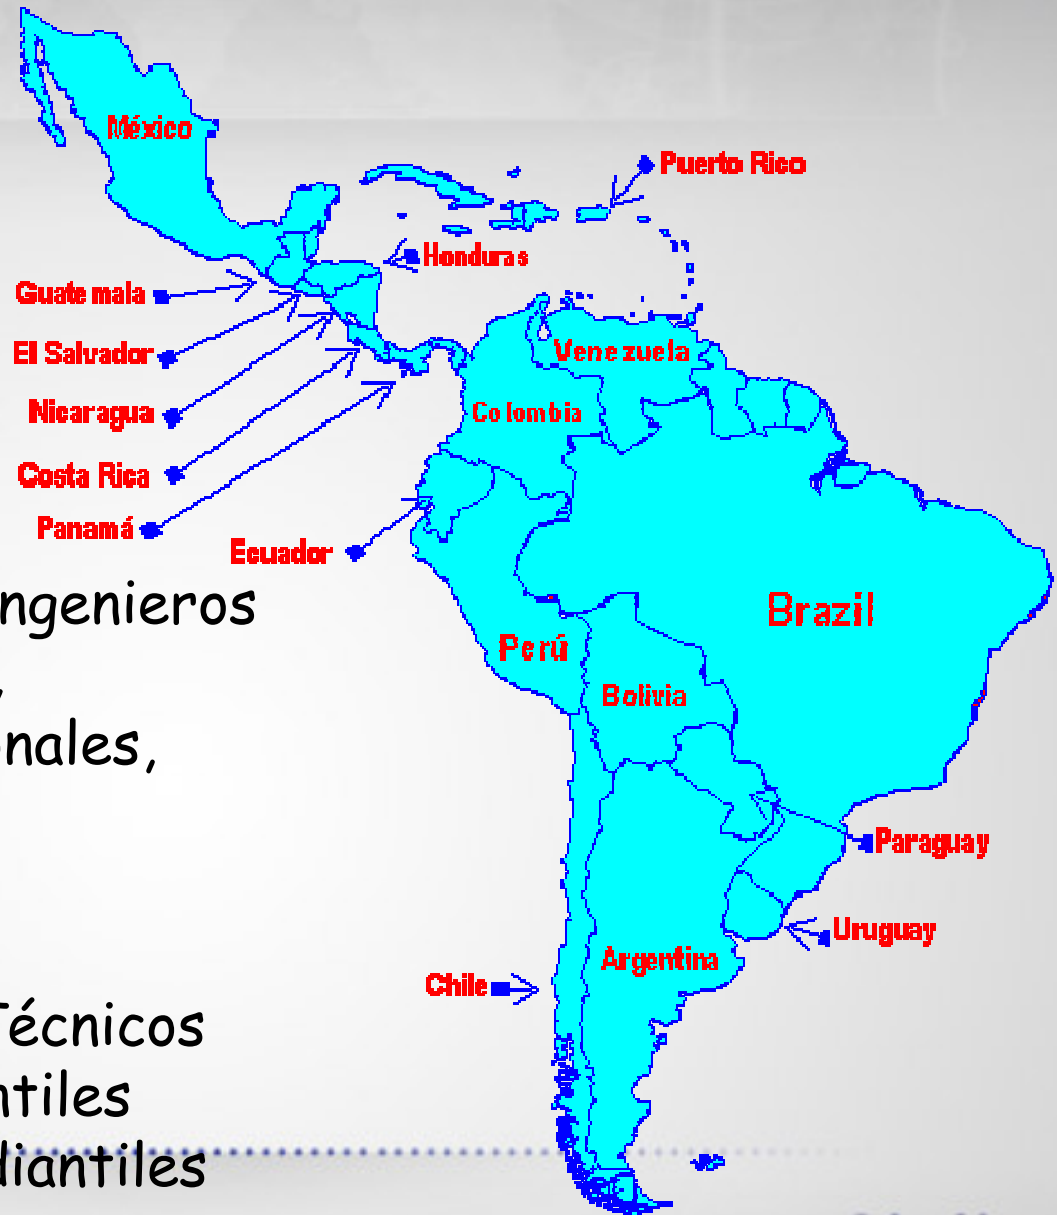 México
Puerto Rico
Honduras
Guatemala
El Salvador
Venezuela
Nicaragua
Colombia
Costa Rica
Panamá
Ecuador
ngenieros
Brazil
Perú
Bolivia
onales,
Paraguay
Uruguay
Argentina
Chile
Técnicos
ntiles
diantiles